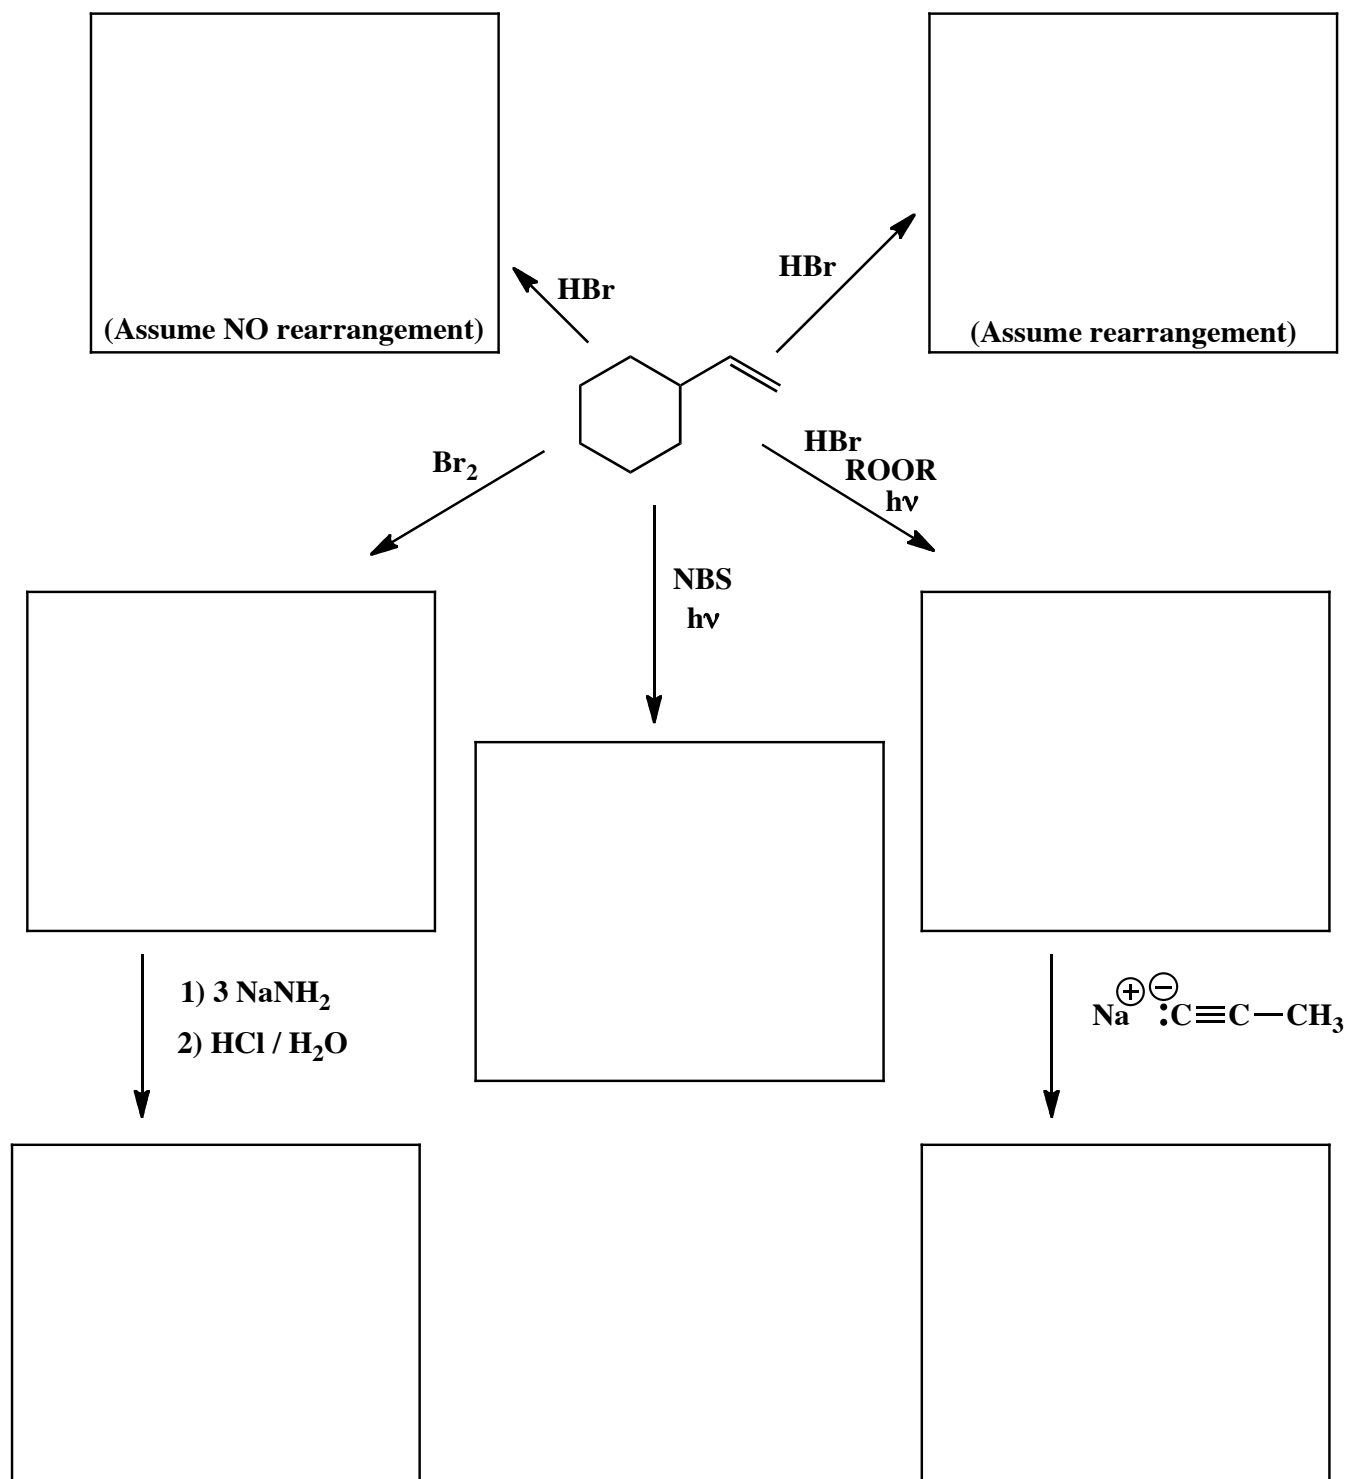 HBr
(Assume NO rearrangement)
HBr
(Assume rearrangement)
Br₂
HBr
ROOR
hν
NBS
hν
1) 3 NaNH₂
2) HCl / H₂O
Na⊕ ⊖:C≡C—CH₃